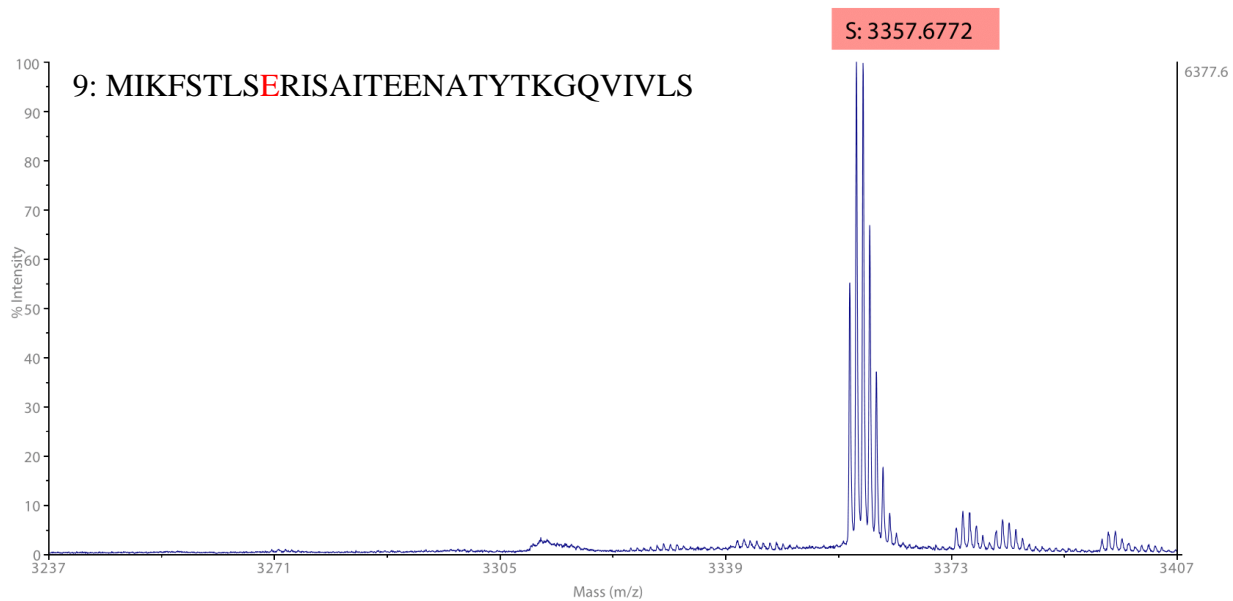 S: 3357.6772
9: MIKFSTLSERISAITEENATYTKGQVIVLS
6377.6
% Intensity
100
90
80
70
60
50
40
30
20
10
0
3237 3271 3305 3339 3373 3407
Mass (m/z)